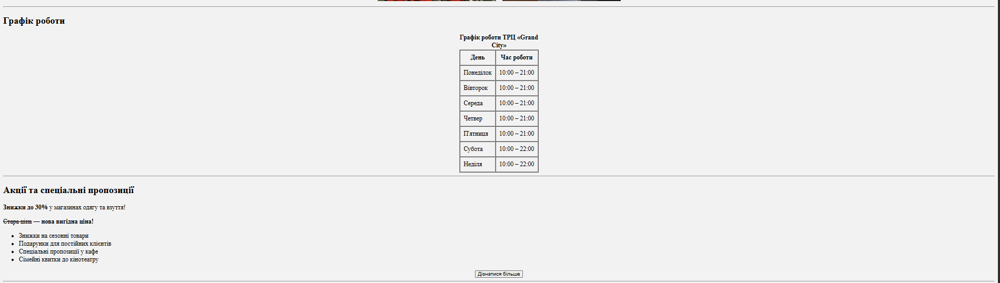 Графік роботи
Графік роботи ТРЦ «Grand
City»
День Час роботи
Понеділок 10:00 – 21:00
Вівторок 10:00 – 21:00
Середа 10:00 – 21:00
Четвер 10:00 – 21:00
П'ятниця 10:00 – 21:00
Субота 10:00 – 22:00
Неділя 10:00 – 22:00
Акції та спеціальні пропозиції
Знижки до 30% у магазинах одягу та взуття!
Стара ціна — нова вигідна ціна!
• Знижки на сезонні товари
• Подарунки для постійних клієнтів
• Спеціальні пропозиції у кафе
• Сімейні квитки до кінотеатру
Дізнатися більше